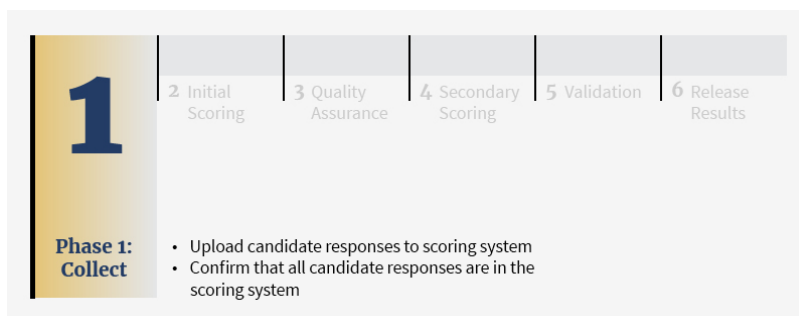 1
2 Initial
Scoring
3 Quality
Assurance
4 Secondary
Scoring
5 Validation
6 Release
Results
Phase 1:
Collect
• Upload candidate responses to scoring system
• Confirm that all candidate responses are in the
scoring system